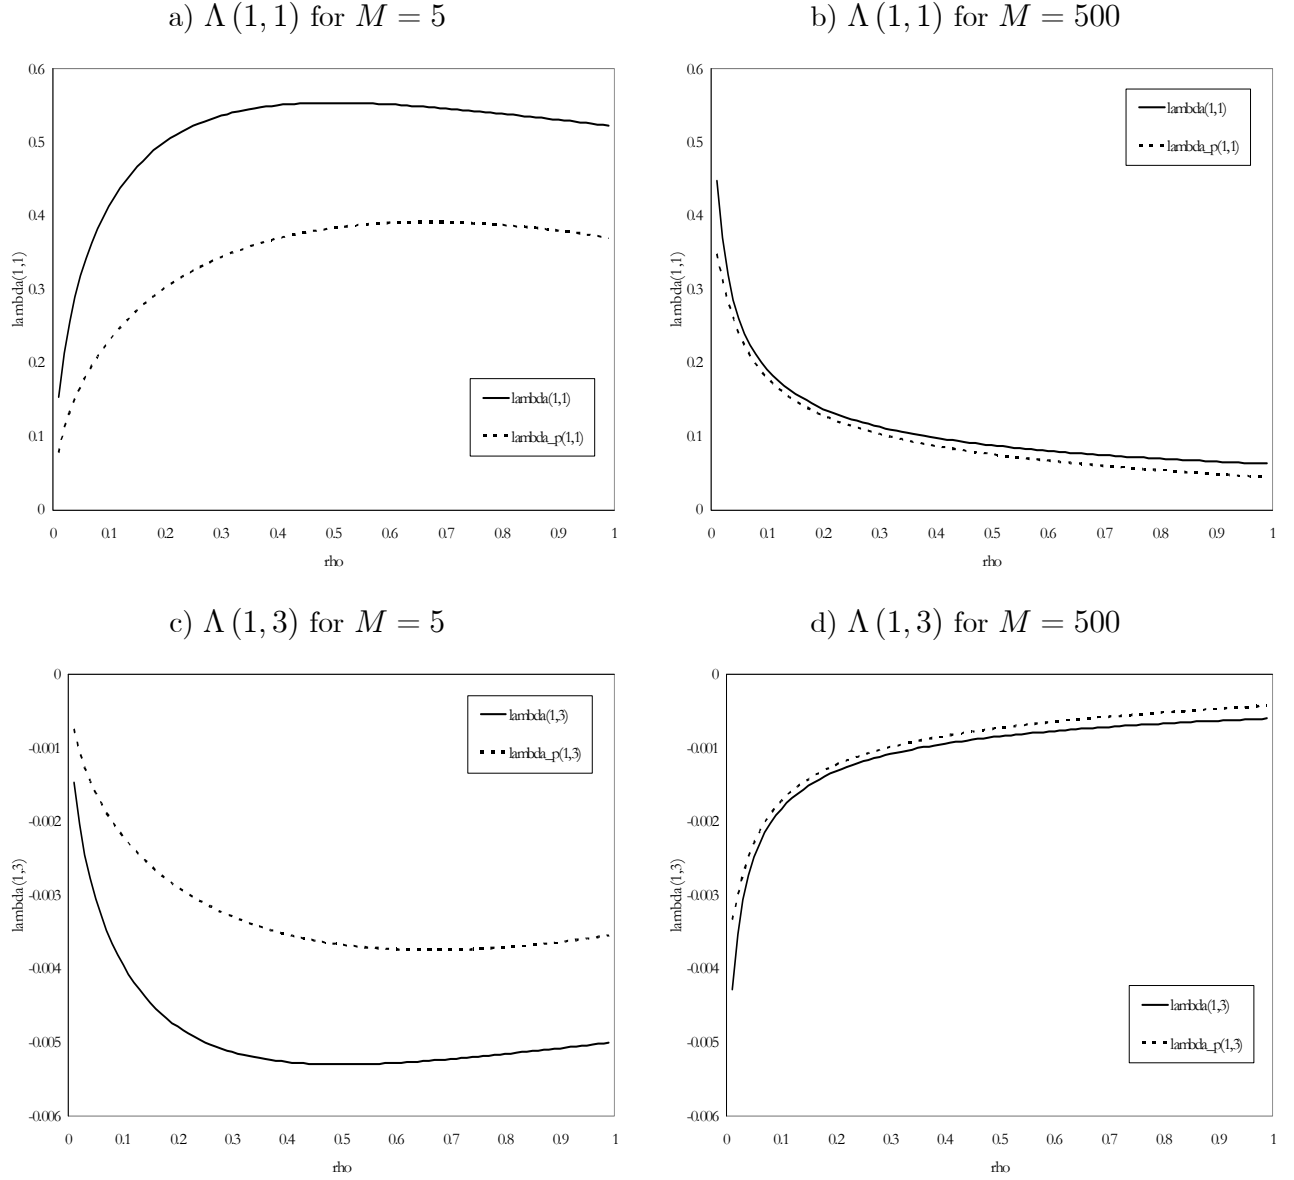 a) Λ (1, 1) for M = 5
b) Λ (1, 1) for M = 500
0.6
0.5
0.4
0.3
0.2
0.1
0
lambda(1,1)
lambda(1,1)
lambda_p(1,1)
0 0.1 0.2 0.3 0.4 0.5 0.6 0.7 0.8 0.9 1
rho
0.6
0.5
0.4
0.3
0.2
0.1
0
lambda(1,1)
lambda(1,1)
lambda_p(1,1)
0 0.1 0.2 0.3 0.4 0.5 0.6 0.7 0.8 0.9 1
rho
c) Λ (1, 3) for M = 5
d) Λ (1, 3) for M = 500
0
-0.001
-0.002
-0.003
-0.004
-0.005
-0.006
lambda(1,3)
lambda(1,3)
lambda_p(1,3)
0 0.1 0.2 0.3 0.4 0.5 0.6 0.7 0.8 0.9 1
rho
0
-0.001
-0.002
-0.003
-0.004
-0.005
-0.006
lambda(1,3)
lambda(1,3)
lambda_p(1,3)
0 0.1 0.2 0.3 0.4 0.5 0.6 0.7 0.8 0.9 1
rho